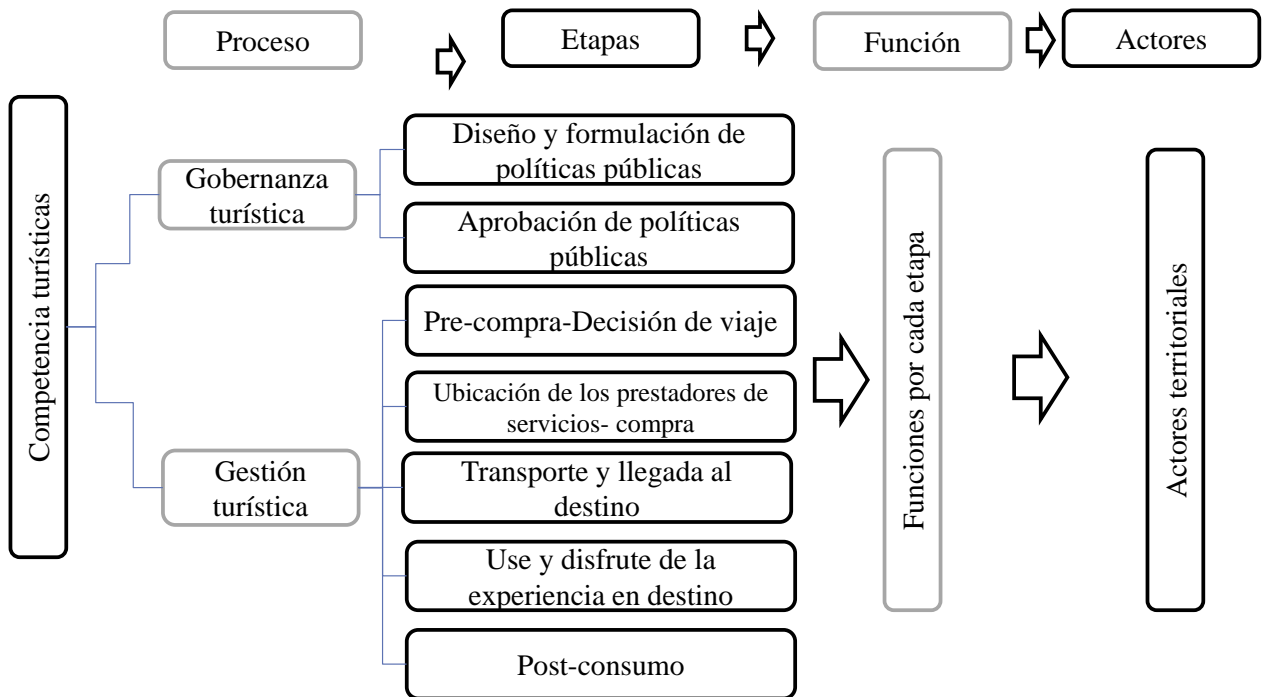 Proceso
Etapas
Función
Actores
Competencia turísticas
Gobernanza
turística
Diseño y formulación de
políticas públicas
Aprobación de políticas
públicas
Gestión
turística
Pre-compra-Decisión de viaje
Ubicación de los prestadores de
servicios- compra
Transporte y llegada al
destino
Use y disfrute de la
experiencia en destino
Post-consumo
Funciones por cada etapa
Actores territoriales